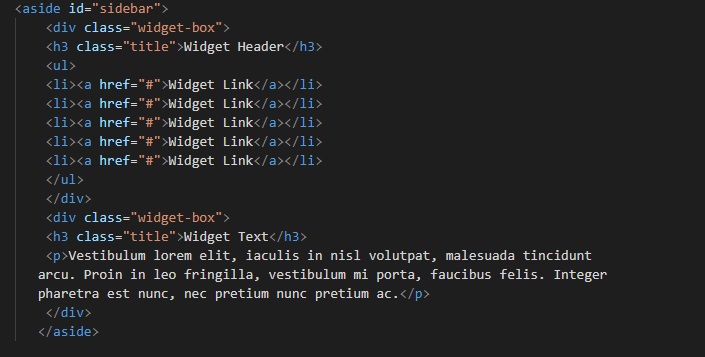 <aside id="sidebar">
<div class="widget-box">
<h3 class="title">Widget Header</h3>
<ul>
<li><a href="#">Widget Link</a></li>
<li><a href="#">Widget Link</a></li>
<li><a href="#">Widget Link</a></li>
<li><a href="#">Widget Link</a></li>
<li><a href="#">Widget Link</a></li>
</ul>
</div>
<div class="widget-box">
<h3 class="title">Widget Text</h3>
<p>Vestibulum lorem elit, iaculis in nisl volutpat, malesuada tincidunt
arcu. Proin in leo fringilla, vestibulum mi porta, faucibus felis. Integer
pharetra est nunc, nec pretium nunc pretium ac.</p>
</div>
</aside>